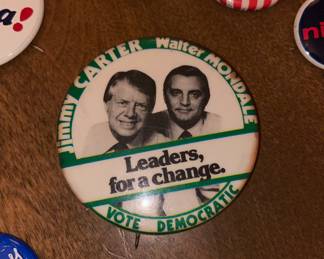 Jimmy CARTER Walter MONDALE
Leaders,
for a change.
VOTE DEMOCRATIC